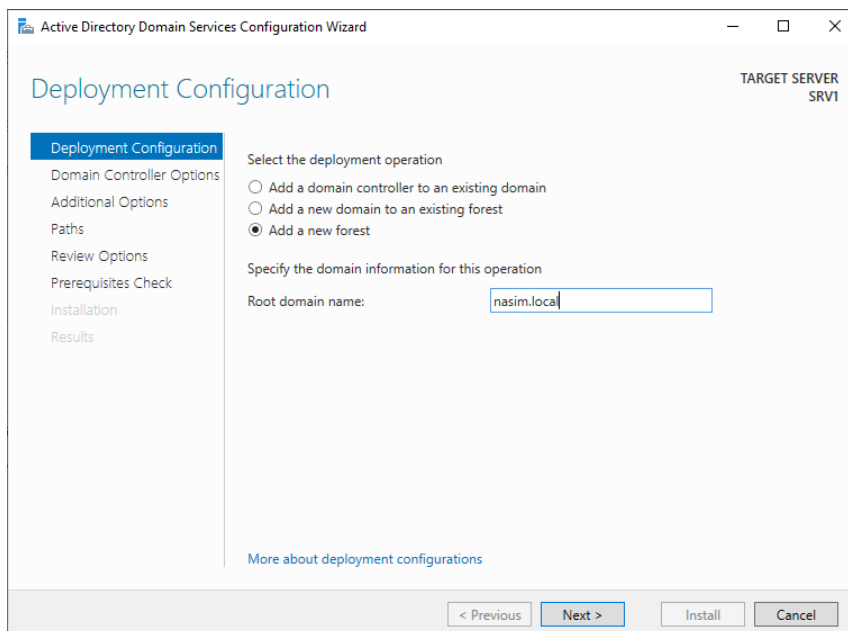 Active Directory Domain Services Configuration Wizard
Deployment Configuration
TARGET SERVER
SRV1
Deployment Configuration
Domain Controller Options
Additional Options
Paths
Review Options
Prerequisites Check
Installation
Results
Select the deployment operation
Add a domain controller to an existing domain
Add a new domain to an existing forest
Add a new forest
Specify the domain information for this operation
Root domain name:
nasim.local
More about deployment configurations
< Previous
Next >
Install
Cancel